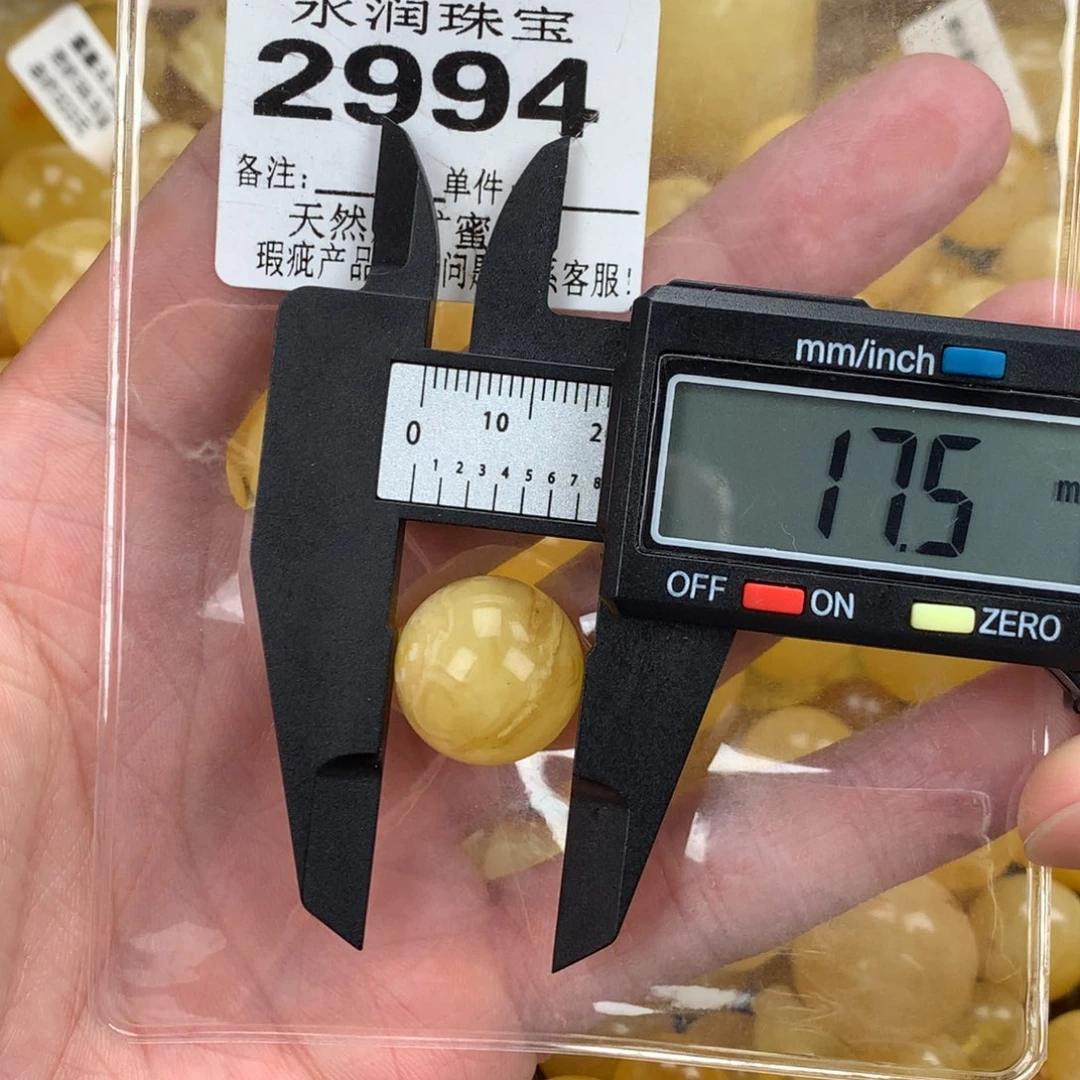 永润珠宝
2994
备注: 单件
天然 矿蜜
瑕疵产品 问题 系客服!
mm/inch
17.5 m
0 10 2
1 2 3 4 5 6 7 8
OFF ON ZERO